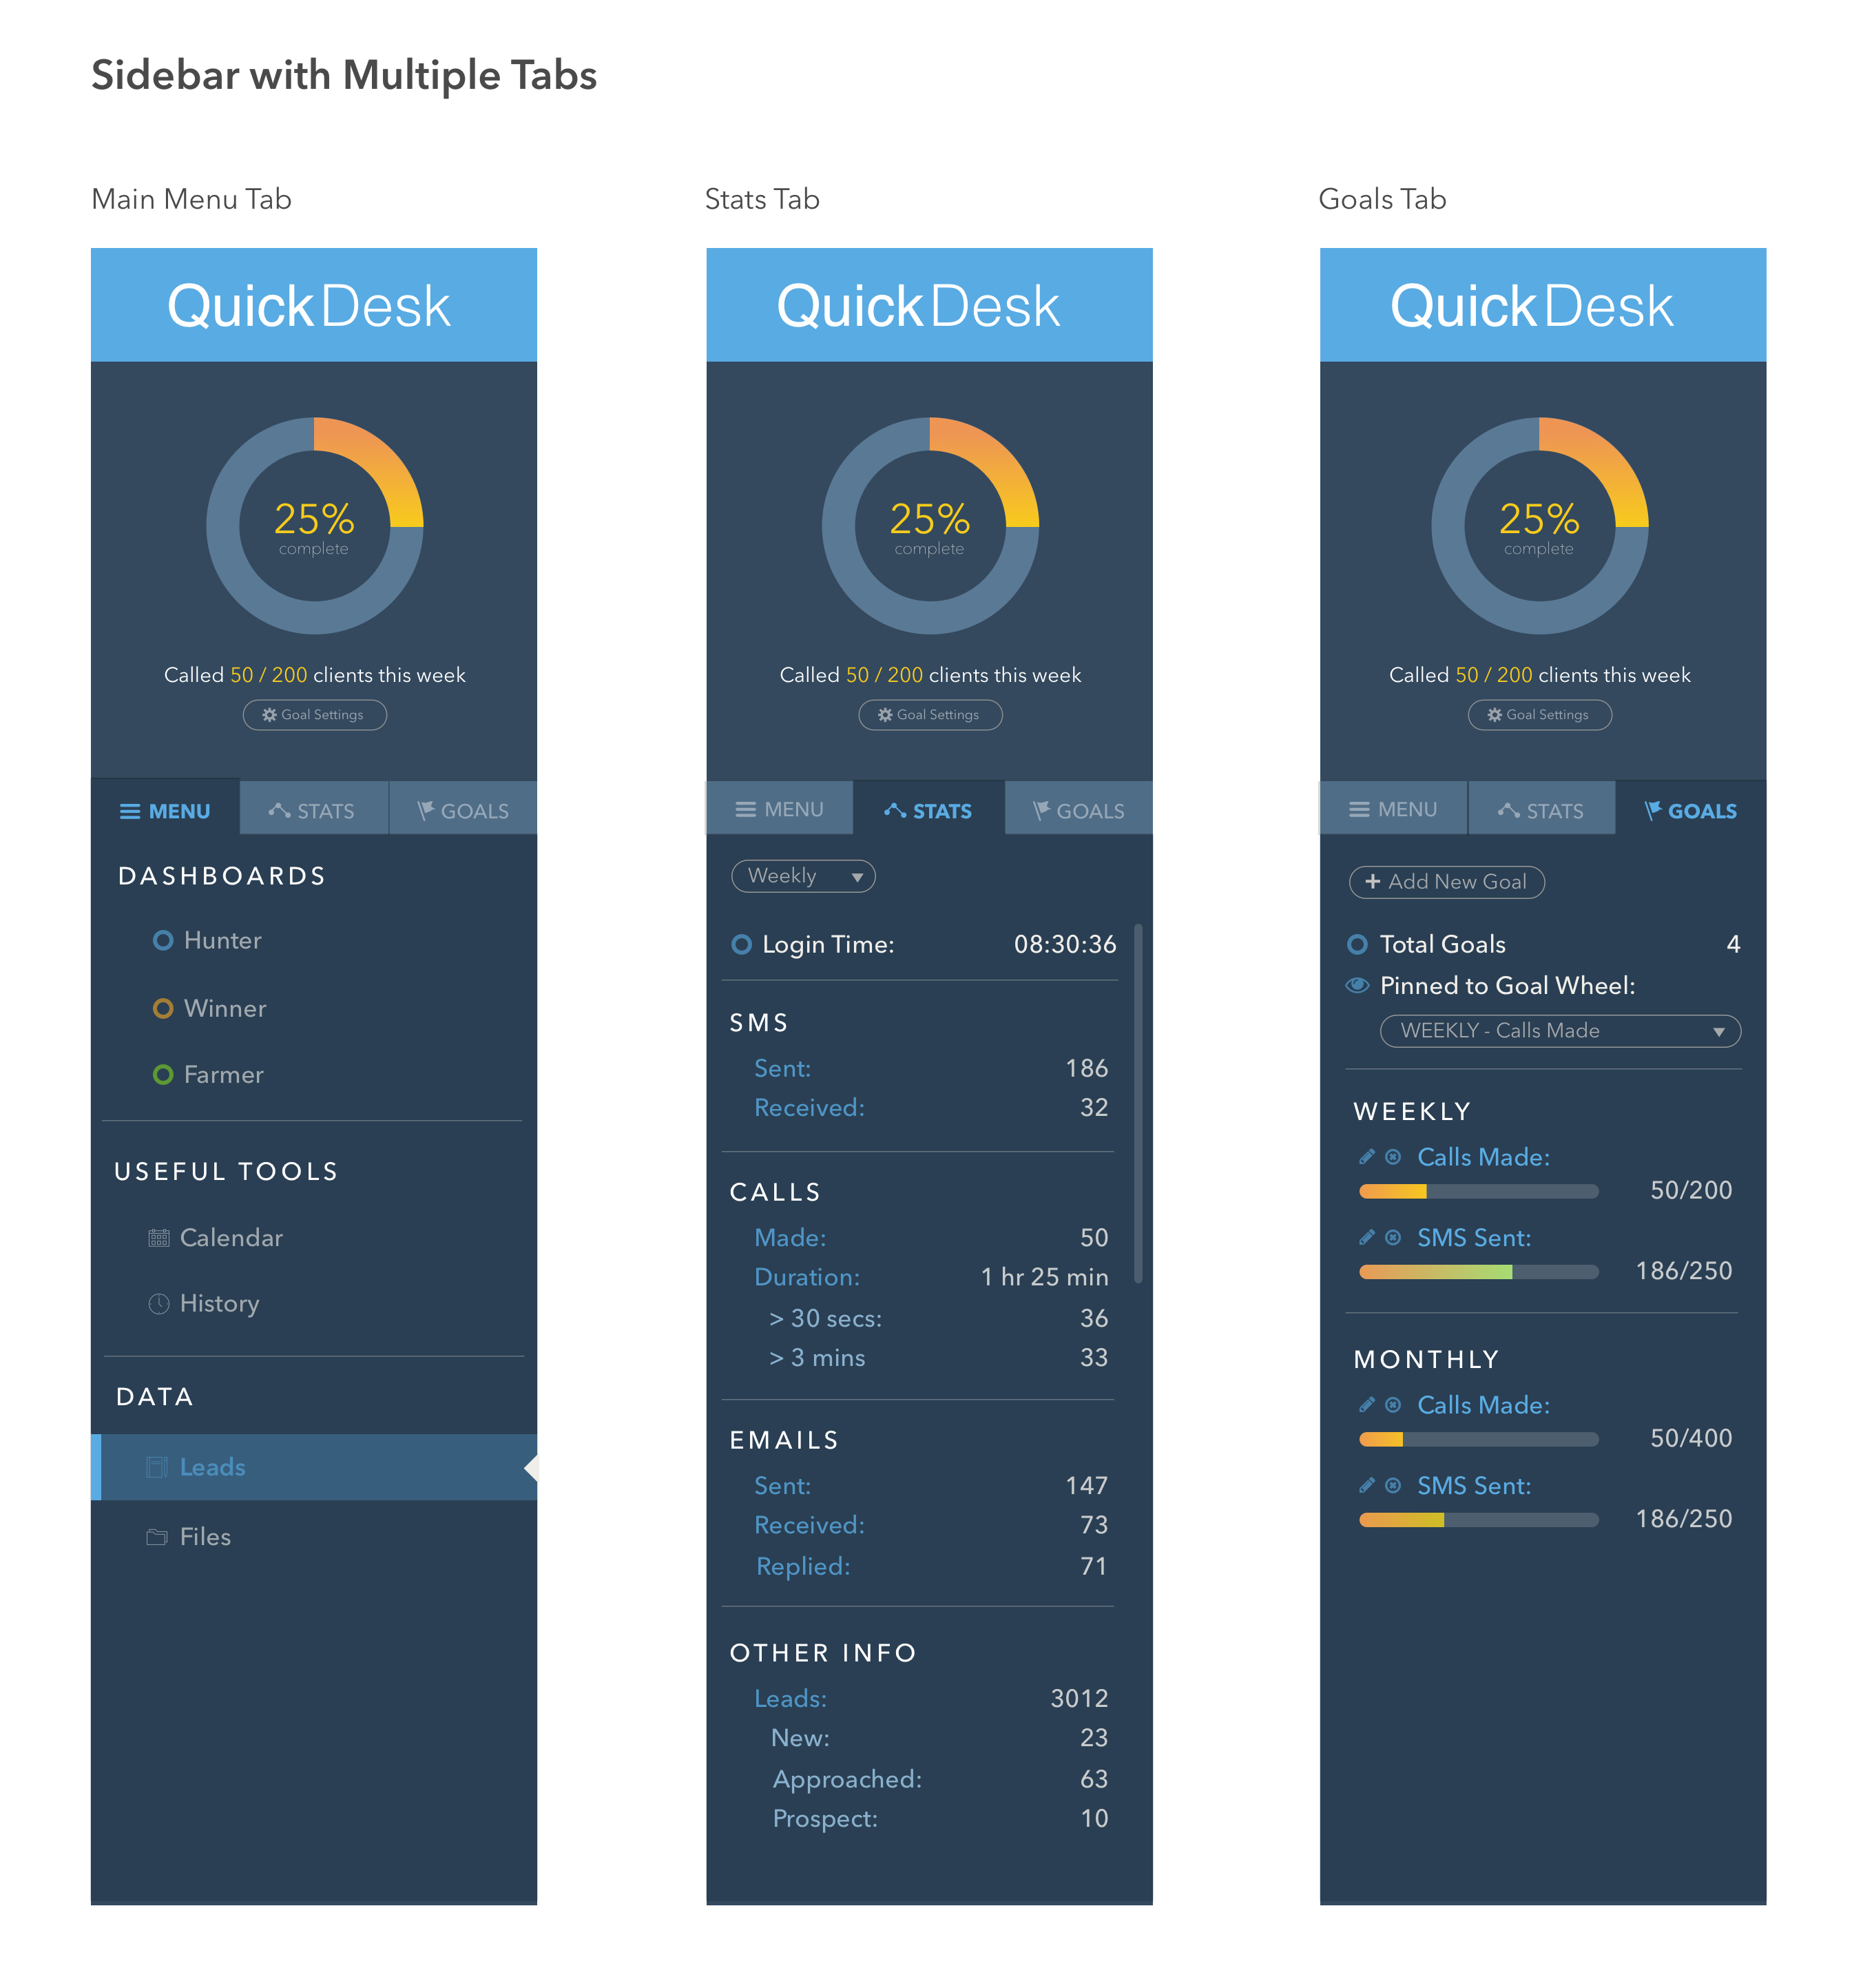 Sidebar with Multiple Tabs
Main Menu Tab
QuickDesk
25%
complete
Called 50 / 200 clients this week
Goal Settings
MENU STATS GOALS
DASHBOARDS
Hunter
Winner
Farmer
USEFUL TOOLS
Calendar
History
DATA
Leads
Files
Stats Tab
QuickDesk
25%
complete
Called 50 / 200 clients this week
Goal Settings
MENU STATS GOALS
Weekly
Login Time: 08:30:36
SMS
Sent: 186
Received: 32
CALLS
Made: 50
Duration: 1 hr 25 min
> 30 secs: 36
> 3 mins 33
EMAILS
Sent: 147
Received: 73
Replied: 71
OTHER INFO
Leads: 3012
New: 23
Approached: 63
Prospect: 10
Goals Tab
QuickDesk
25%
complete
Called 50 / 200 clients this week
Goal Settings
MENU STATS GOALS
Add New Goal
Total Goals 4
Pinned to Goal Wheel:
WEEKLY - Calls Made
WEEKLY
Calls Made:
50/200
SMS Sent:
186/250
MONTHLY
Calls Made:
50/400
SMS Sent:
186/250